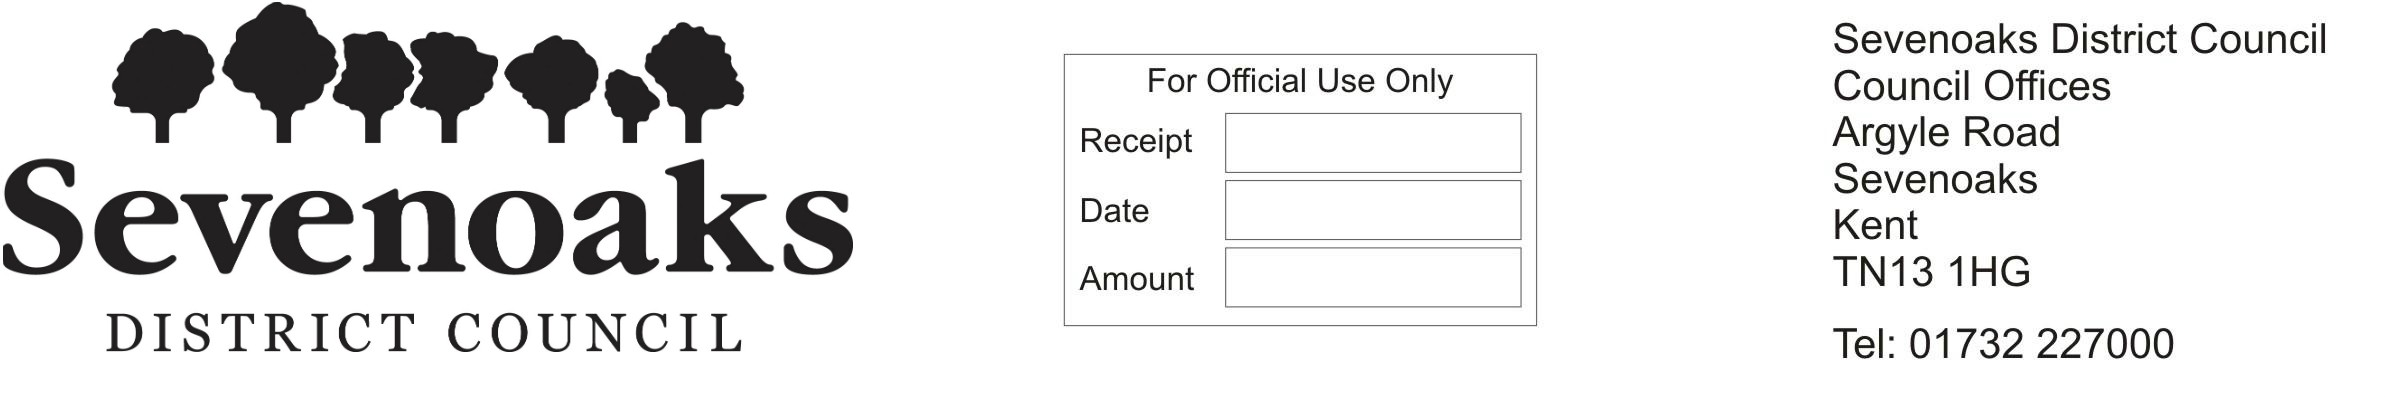 Sevenoaks
DISTRICT COUNCIL
For Official Use Only
Receipt
Date
Amount
Sevenoaks District Council
Council Offices
Argyle Road
Sevenoaks
Kent
TN13 1HG
Tel: 01732 227000